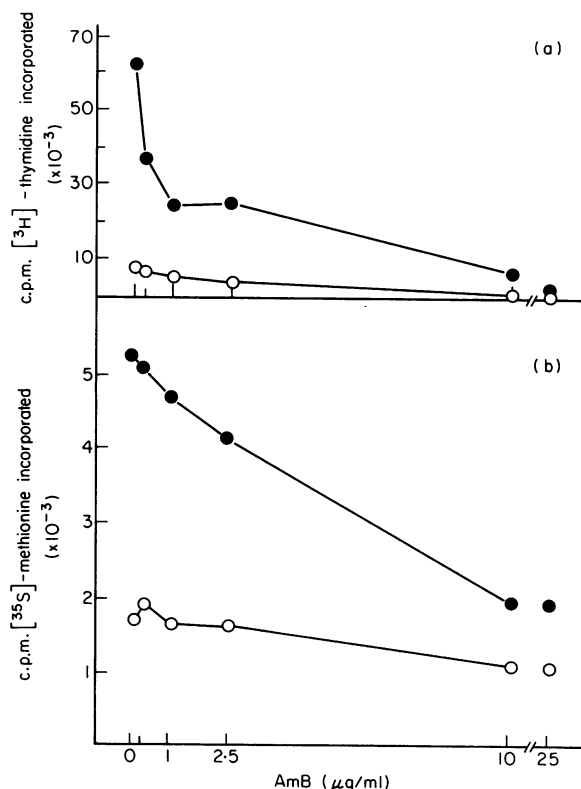 (a)
c.p.m. [³H] - thymidine incorporated
(x10⁻³)
70
50
30
10
(b)
c.p.m. [³⁵S]-methionine incorporated
(x10⁻³)
5
4
3
2
1
0 1 2·5 10 25
AmB (µg/ml)